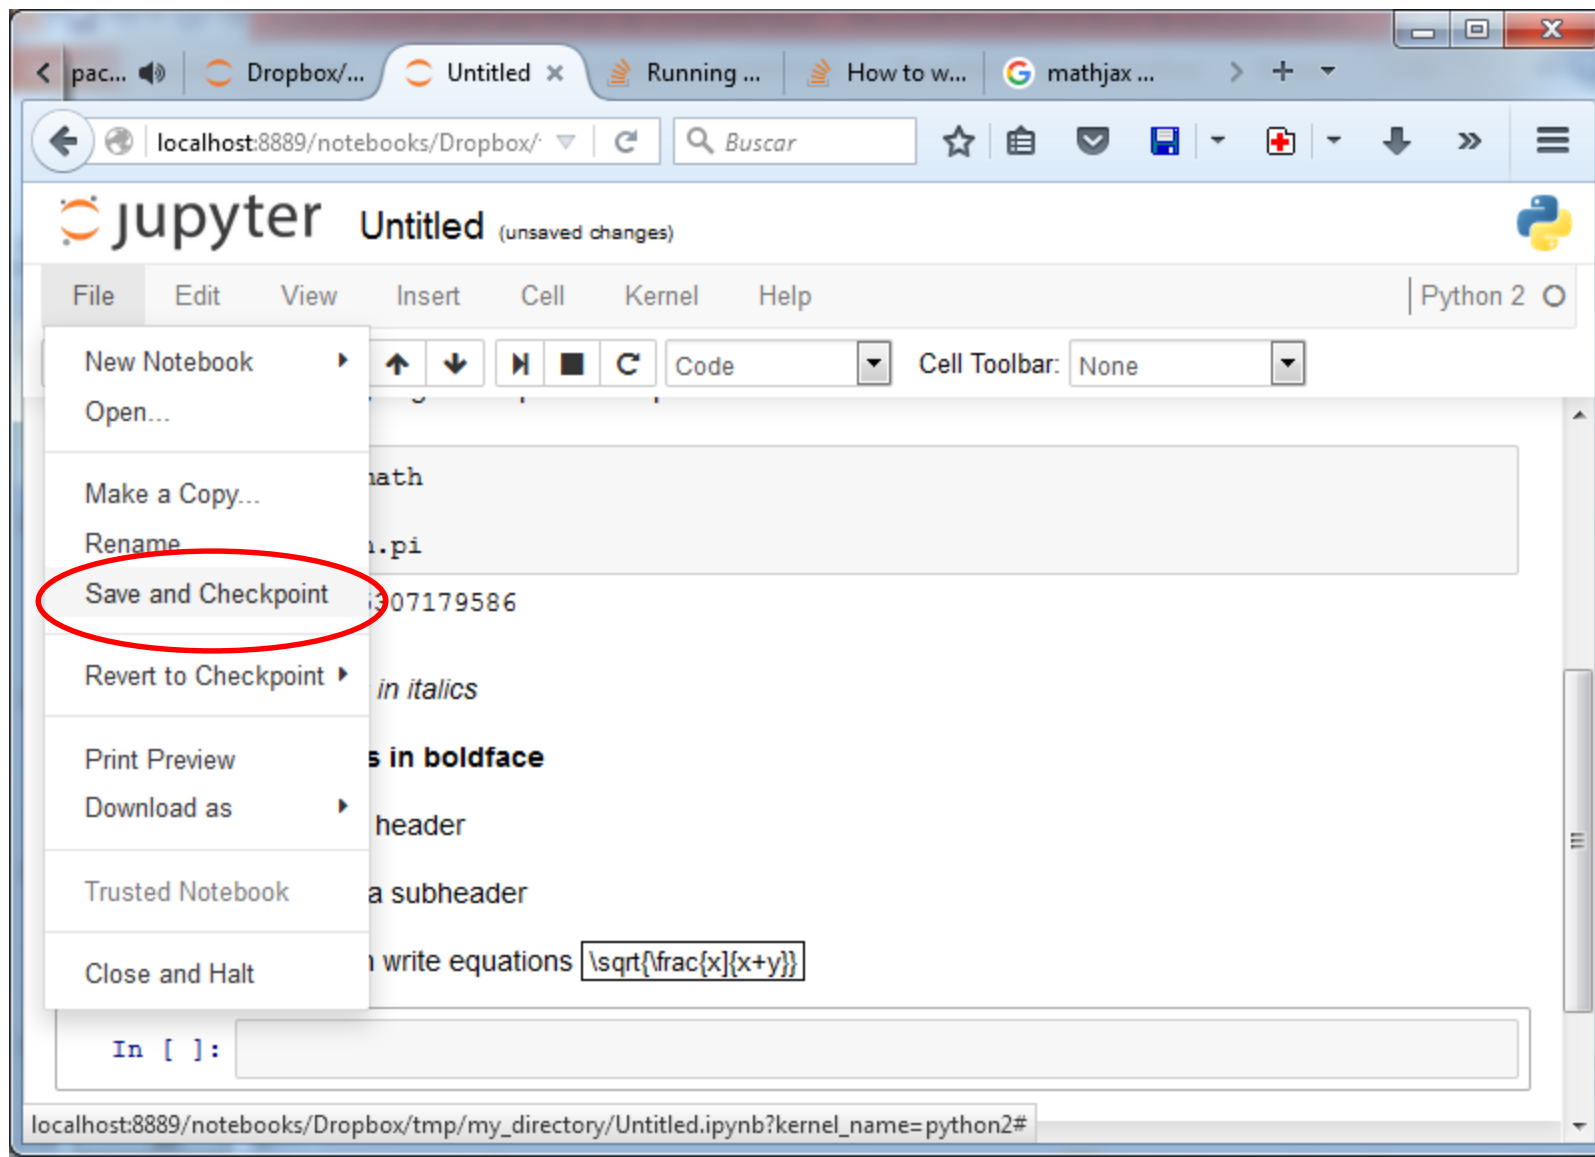 pac...
Dropbox/...
Untitled
Running ...
How to w...
mathjax ...
localhost:8889/notebooks/Dropbox/
Buscar
jupyter Untitled (unsaved changes)
File Edit View Insert Cell Kernel Help Python 2
New Notebook
Code
Cell Toolbar: None
Open...
Make a Copy...
Rename
.pi
Save and Checkpoint
307179586
Revert to Checkpoint
in italics
Print Preview
s in boldface
Download as
header
Trusted Notebook
a subheader
Close and Halt
write equations \sqrt{\frac{x]{x+y}}
In [ ]:
localhost:8889/notebooks/Dropbox/tmp/my_directory/Untitled.ipynb?kernel_name=python2#